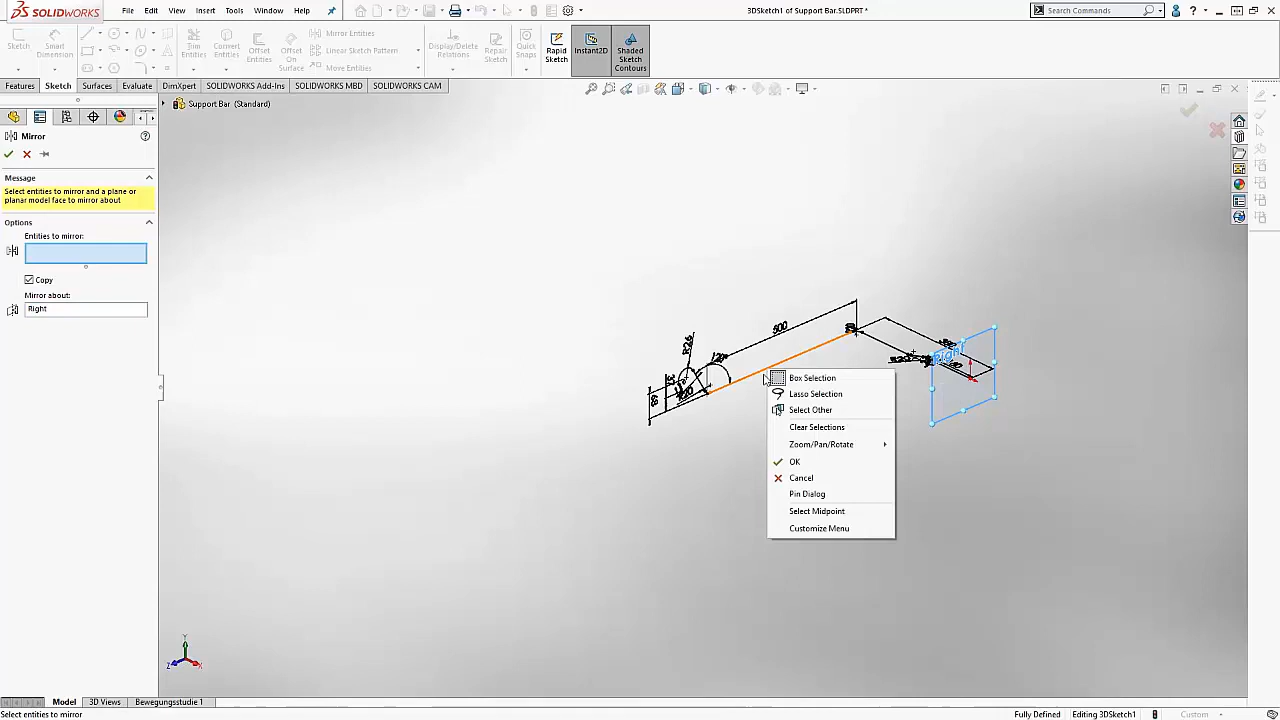 SOLIDWORKS
File
Edit
View
Insert
Tools
Window
Help
3DSketch1 of Support Bar.SLDPRT *
Search Commands
Sketch
Smart Dimension
Trim Entities
Convert Entities
Offset Entities
Offset On Surface
Mirror Entities
Linear Sketch Pattern
More Entities
Display/Delete Relations
Repair Sketch
Quick Snaps
Rapid Sketch
Instant2D
Shaded Sketch Contours
Features
Sketch
Surfaces
Evaluate
DimXpert
SOLIDWORKS Add-Ins
SOLIDWORKS MBD
SOLIDWORKS CAM
Support Bar (Standard)
Mirror
Message
Select entities to mirror and a plane or
planar model face to mirror about
Options
Entities to mirror:
Copy
Mirror about:
Right
500
120°
Right
Box Selection
Lasso Selection
Select Other
Clear Selections
Zoom/Pan/Rotate
OK
Cancel
Pin Dialog
Select Midpoint
Customize Menu
Y
Z
X
Model
3D Views
Bewegungsstudie 1
Select entities to mirror
Fully Defined
Editing 3DSketch1
Custom